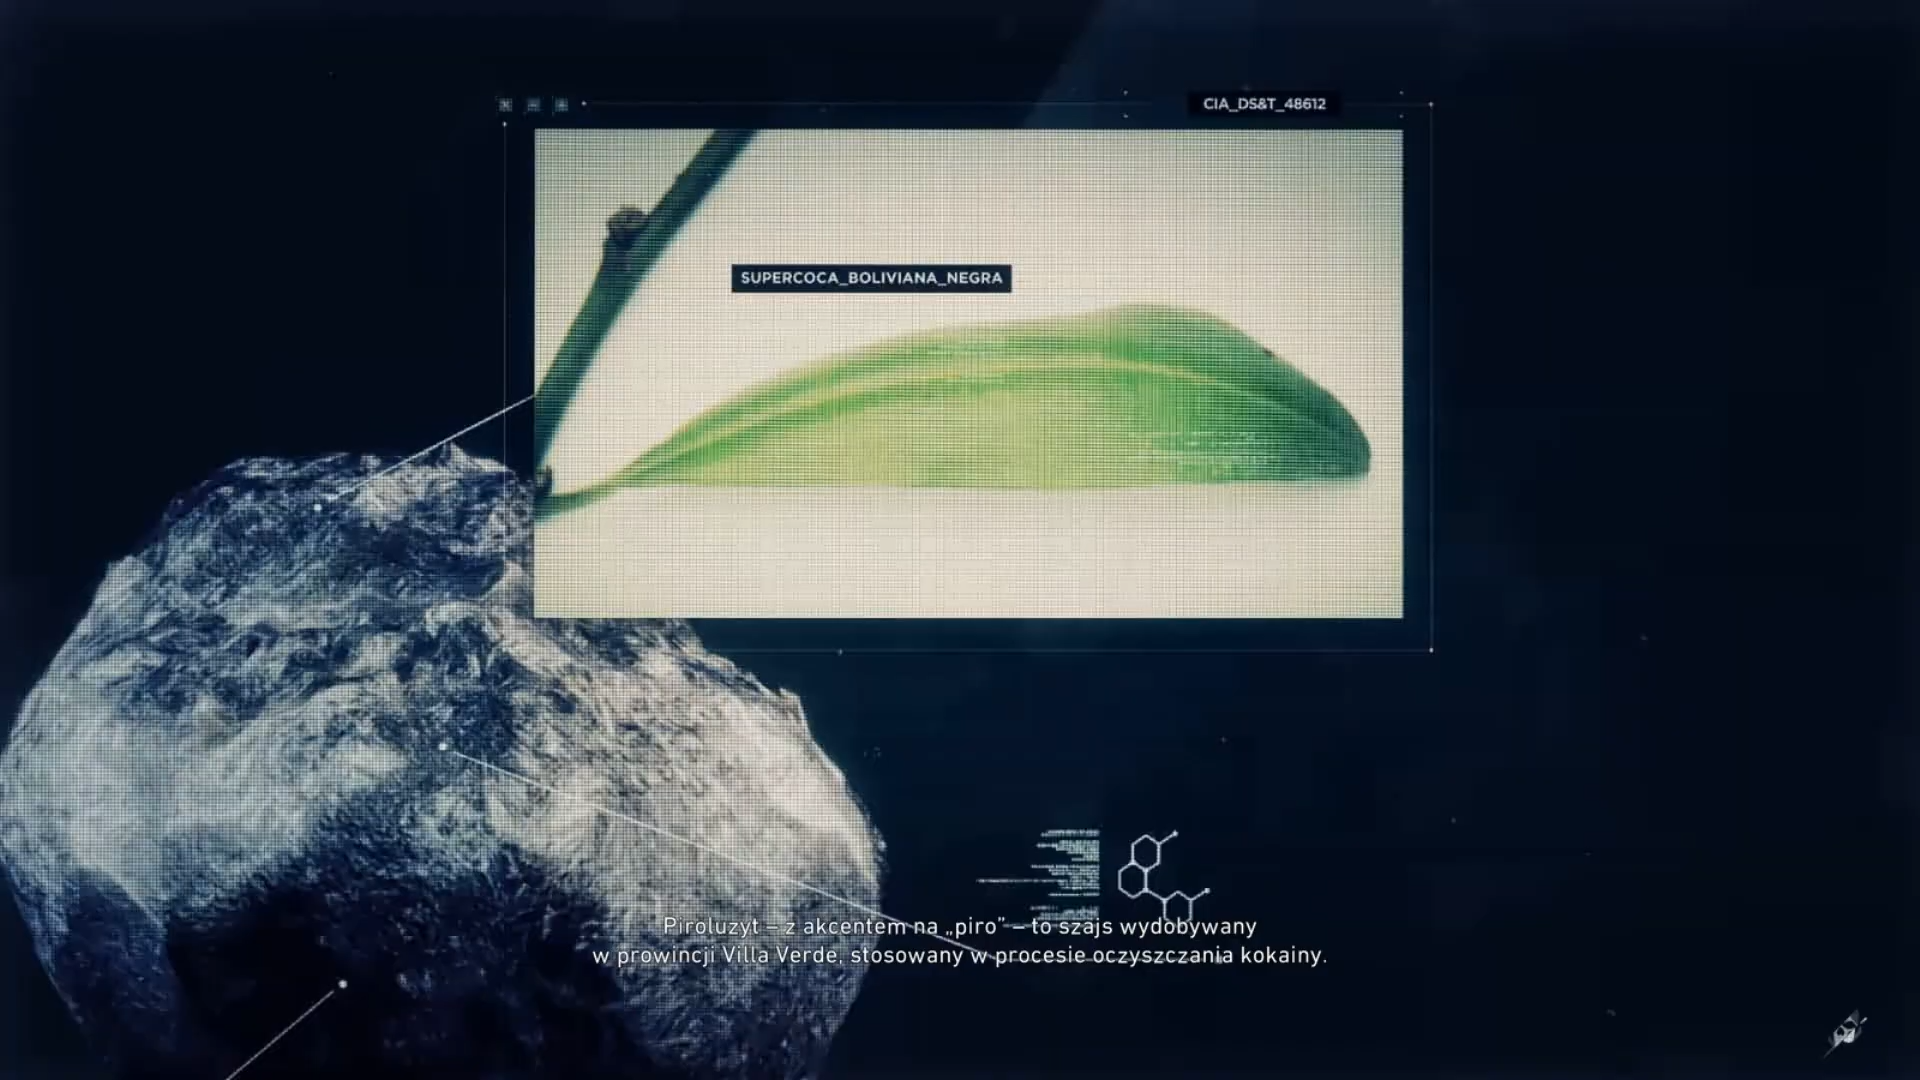 CIA_DS&T_48612
SUPERCOCA_BOLIVIANA_NEGRA
Piroluzyt – z akcentem na „piro” – to szajs wydobywany
w prowincji Villa Verde, stosowany w procesie oczyszczania kokainy.